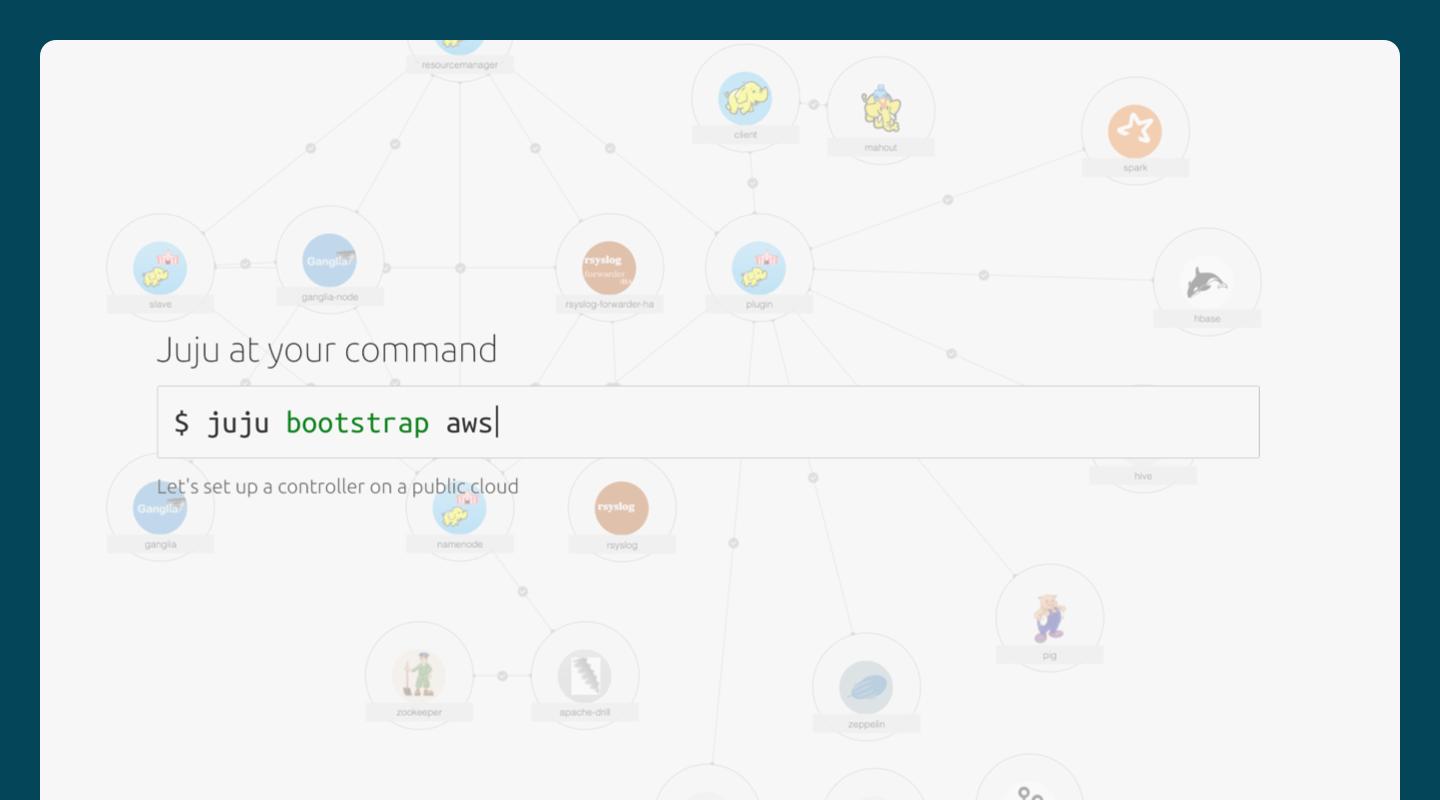 resourcemanager
client
mahout
spark
slave
Ganglia
ganglia-node
rsyslog
forwarder
rsyslog-forwarder-ha
plugin
hbase
Juju at your command
$ juju bootstrap aws
Let's set up a controller on a public cloud
hive
Ganglia
ganglia
namenode
rsyslog
rsyslog
zookeeper
apache-drill
pig
zeppelin